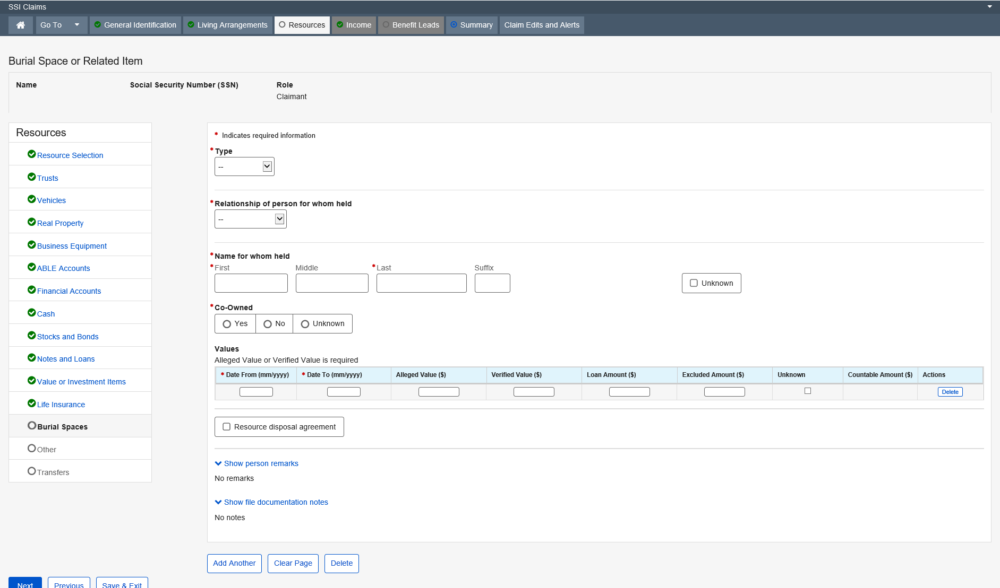 SSI Claims
Go To General Identification Living Arrangements Resources Income Benefit Leads Summary Claim Edits and Alerts
Burial Space or Related Item
Name Social Security Number (SSN) Role
Claimant
Resources
Resource Selection
Trusts
Vehicles
Real Property
Business Equipment
ABLE Accounts
Financial Accounts
Cash
Stocks and Bonds
Notes and Loans
Value or Investment Items
Life Insurance
Burial Spaces
Other
Transfers
* Indicates required information
* Type
--
* Relationship of person for whom held
--
* Name for whom held
* First Middle * Last Suffix
Unknown
* Co-Owned
Yes No Unknown
Values
Alleged Value or Verified Value is required
* Date From (mm/yyyy) * Date To (mm/yyyy) Alleged Value ($) Verified Value ($) Loan Amount ($) Excluded Amount ($) Unknown Countable Amount ($) Actions
Delete
Resource disposal agreement
Show person remarks
No remarks
Show file documentation notes
No notes
Add Another Clear Page Delete
Next Previous Save & Exit